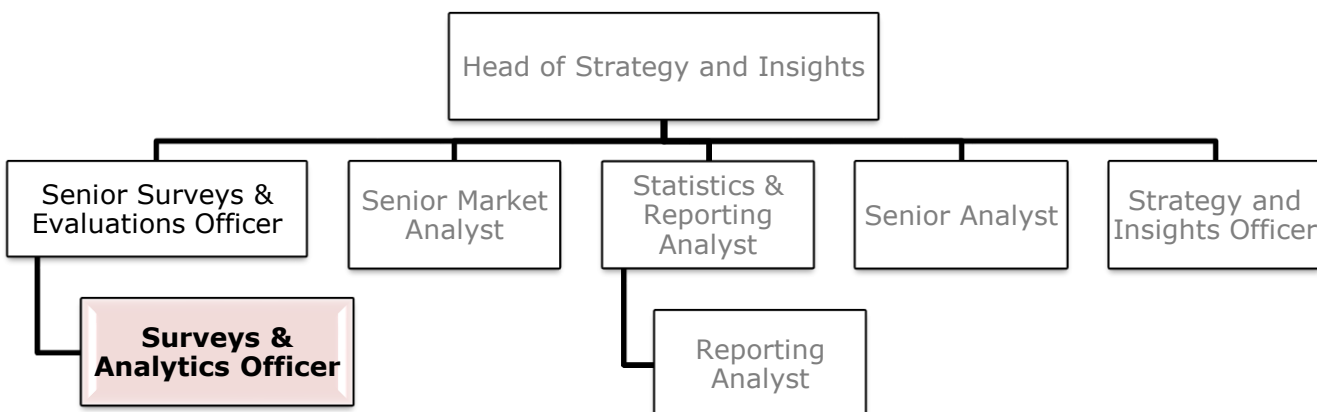 Head of Strategy and Insights
Senior Surveys &
Evaluations Officer
Senior Market
Analyst
Statistics &
Reporting
Analyst
Senior Analyst
Strategy and
Insights Officer
Surveys &
Analytics Officer
Reporting
Analyst